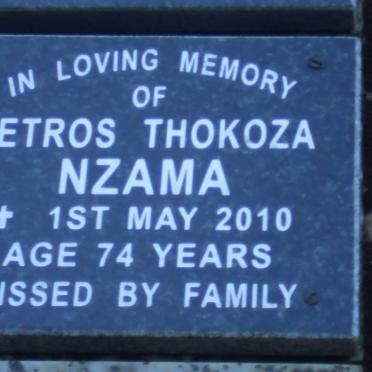 IN LOVING MEMORY
OF
ETROS THOKOZA
NZAMA
✝ 1ST MAY 2010
AGE 74 YEARS
ISSED BY FAMILY